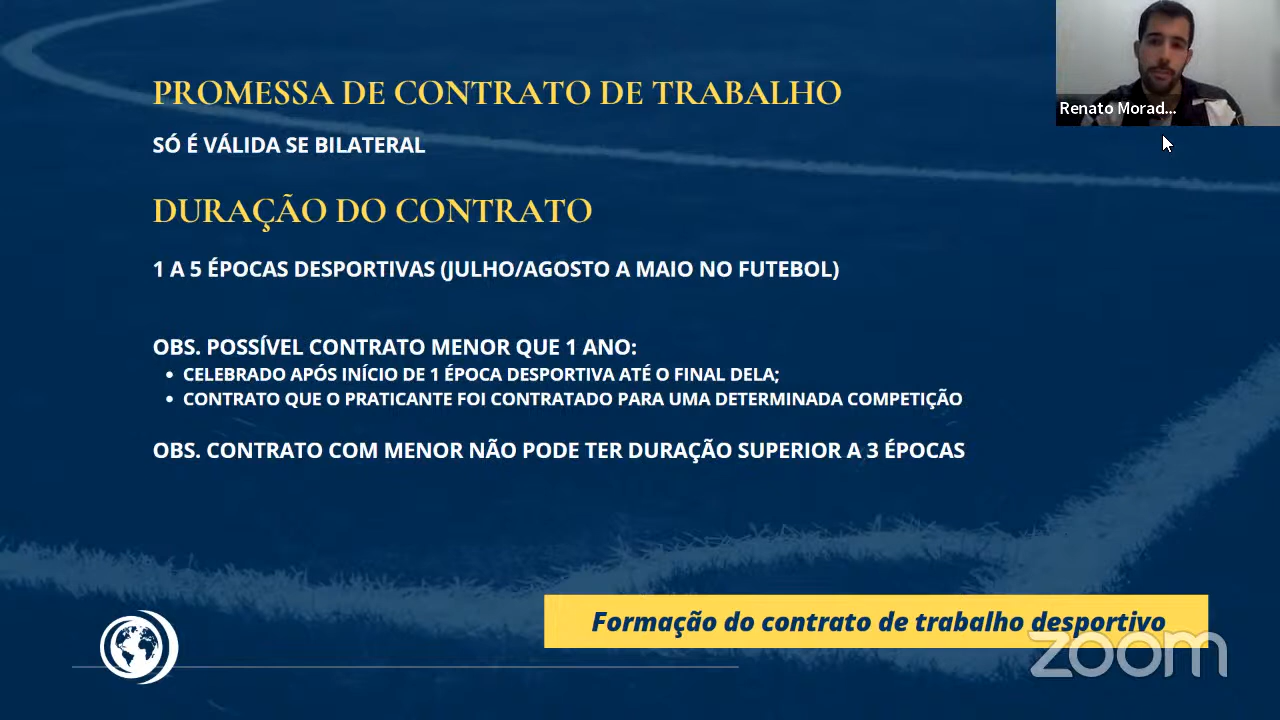 PROMESSA DE CONTRATO DE TRABALHO
SÓ É VÁLIDA SE BILATERAL
DURAÇÃO DO CONTRATO
1 A 5 ÉPOCAS DESPORTIVAS (JULHO/AGOSTO A MAIO NO FUTEBOL)
OBS. POSSÍVEL CONTRATO MENOR QUE 1 ANO:
• CELEBRADO APÓS INÍCIO DE 1 ÉPOCA DESPORTIVA ATÉ O FINAL DELA;
• CONTRATO QUE O PRATICANTE FOI CONTRATADO PARA UMA DETERMINADA COMPETIÇÃO
OBS. CONTRATO COM MENOR NÃO PODE TER DURAÇÃO SUPERIOR A 3 ÉPOCAS
Formação do contrato de trabalho desportivo
zoom
Renato Morad...